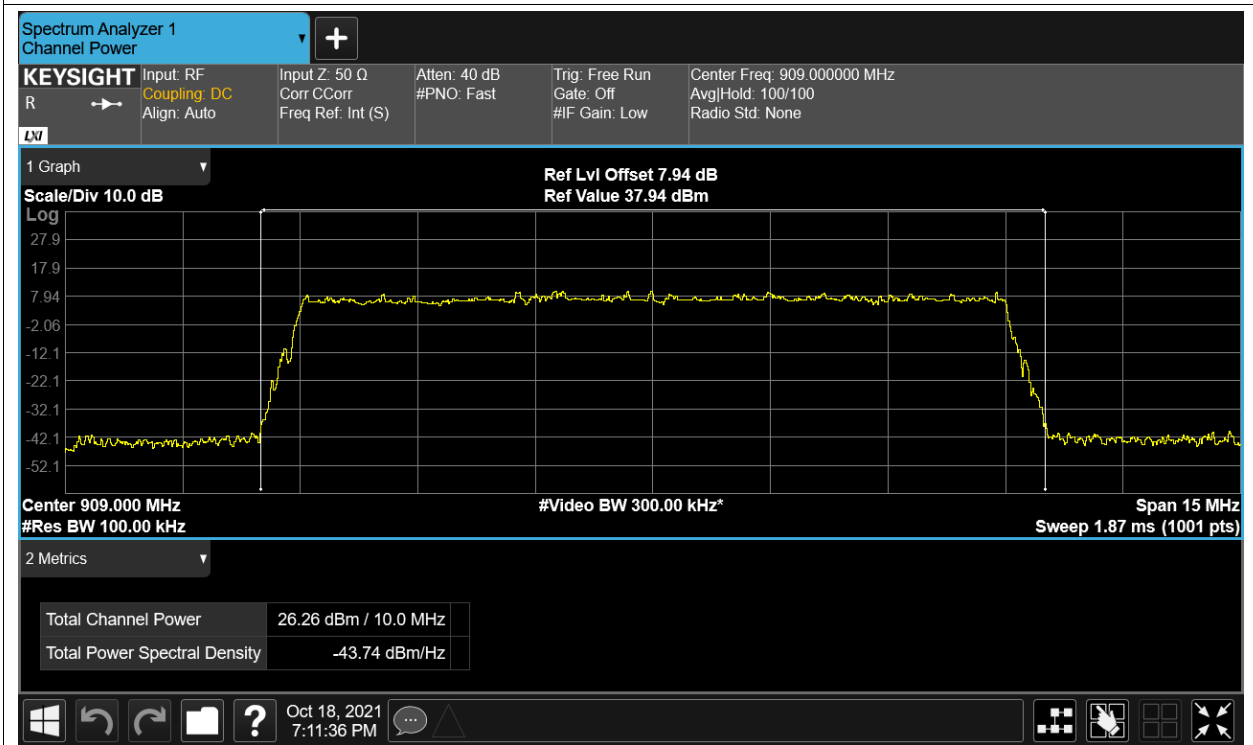 Spectrum Analyzer 1
Channel Power
KEYSIGHT Input: RF Input Z: 50 Ω Atten: 40 dB Trig: Free Run Center Freq: 909.000000 MHz
R Coupling: DC Corr CCorr #PNO: Fast Gate: Off Avg|Hold: 100/100
Align: Auto Freq Ref: Int (S) #IF Gain: Low Radio Std: None
LXI
1 Graph
Ref Lvl Offset 7.94 dB
Scale/Div 10.0 dB Ref Value 37.94 dBm
Log
27.9
17.9
7.94
-2.06
-12.1
-22.1
-32.1
-42.1
-52.1
Center 909.000 MHz #Video BW 300.00 kHz* Span 15 MHz
#Res BW 100.00 kHz Sweep 1.87 ms (1001 pts)
2 Metrics
Total Channel Power 26.26 dBm / 10.0 MHz
Total Power Spectral Density -43.74 dBm/Hz
? Oct 18, 2021
7:11:36 PM